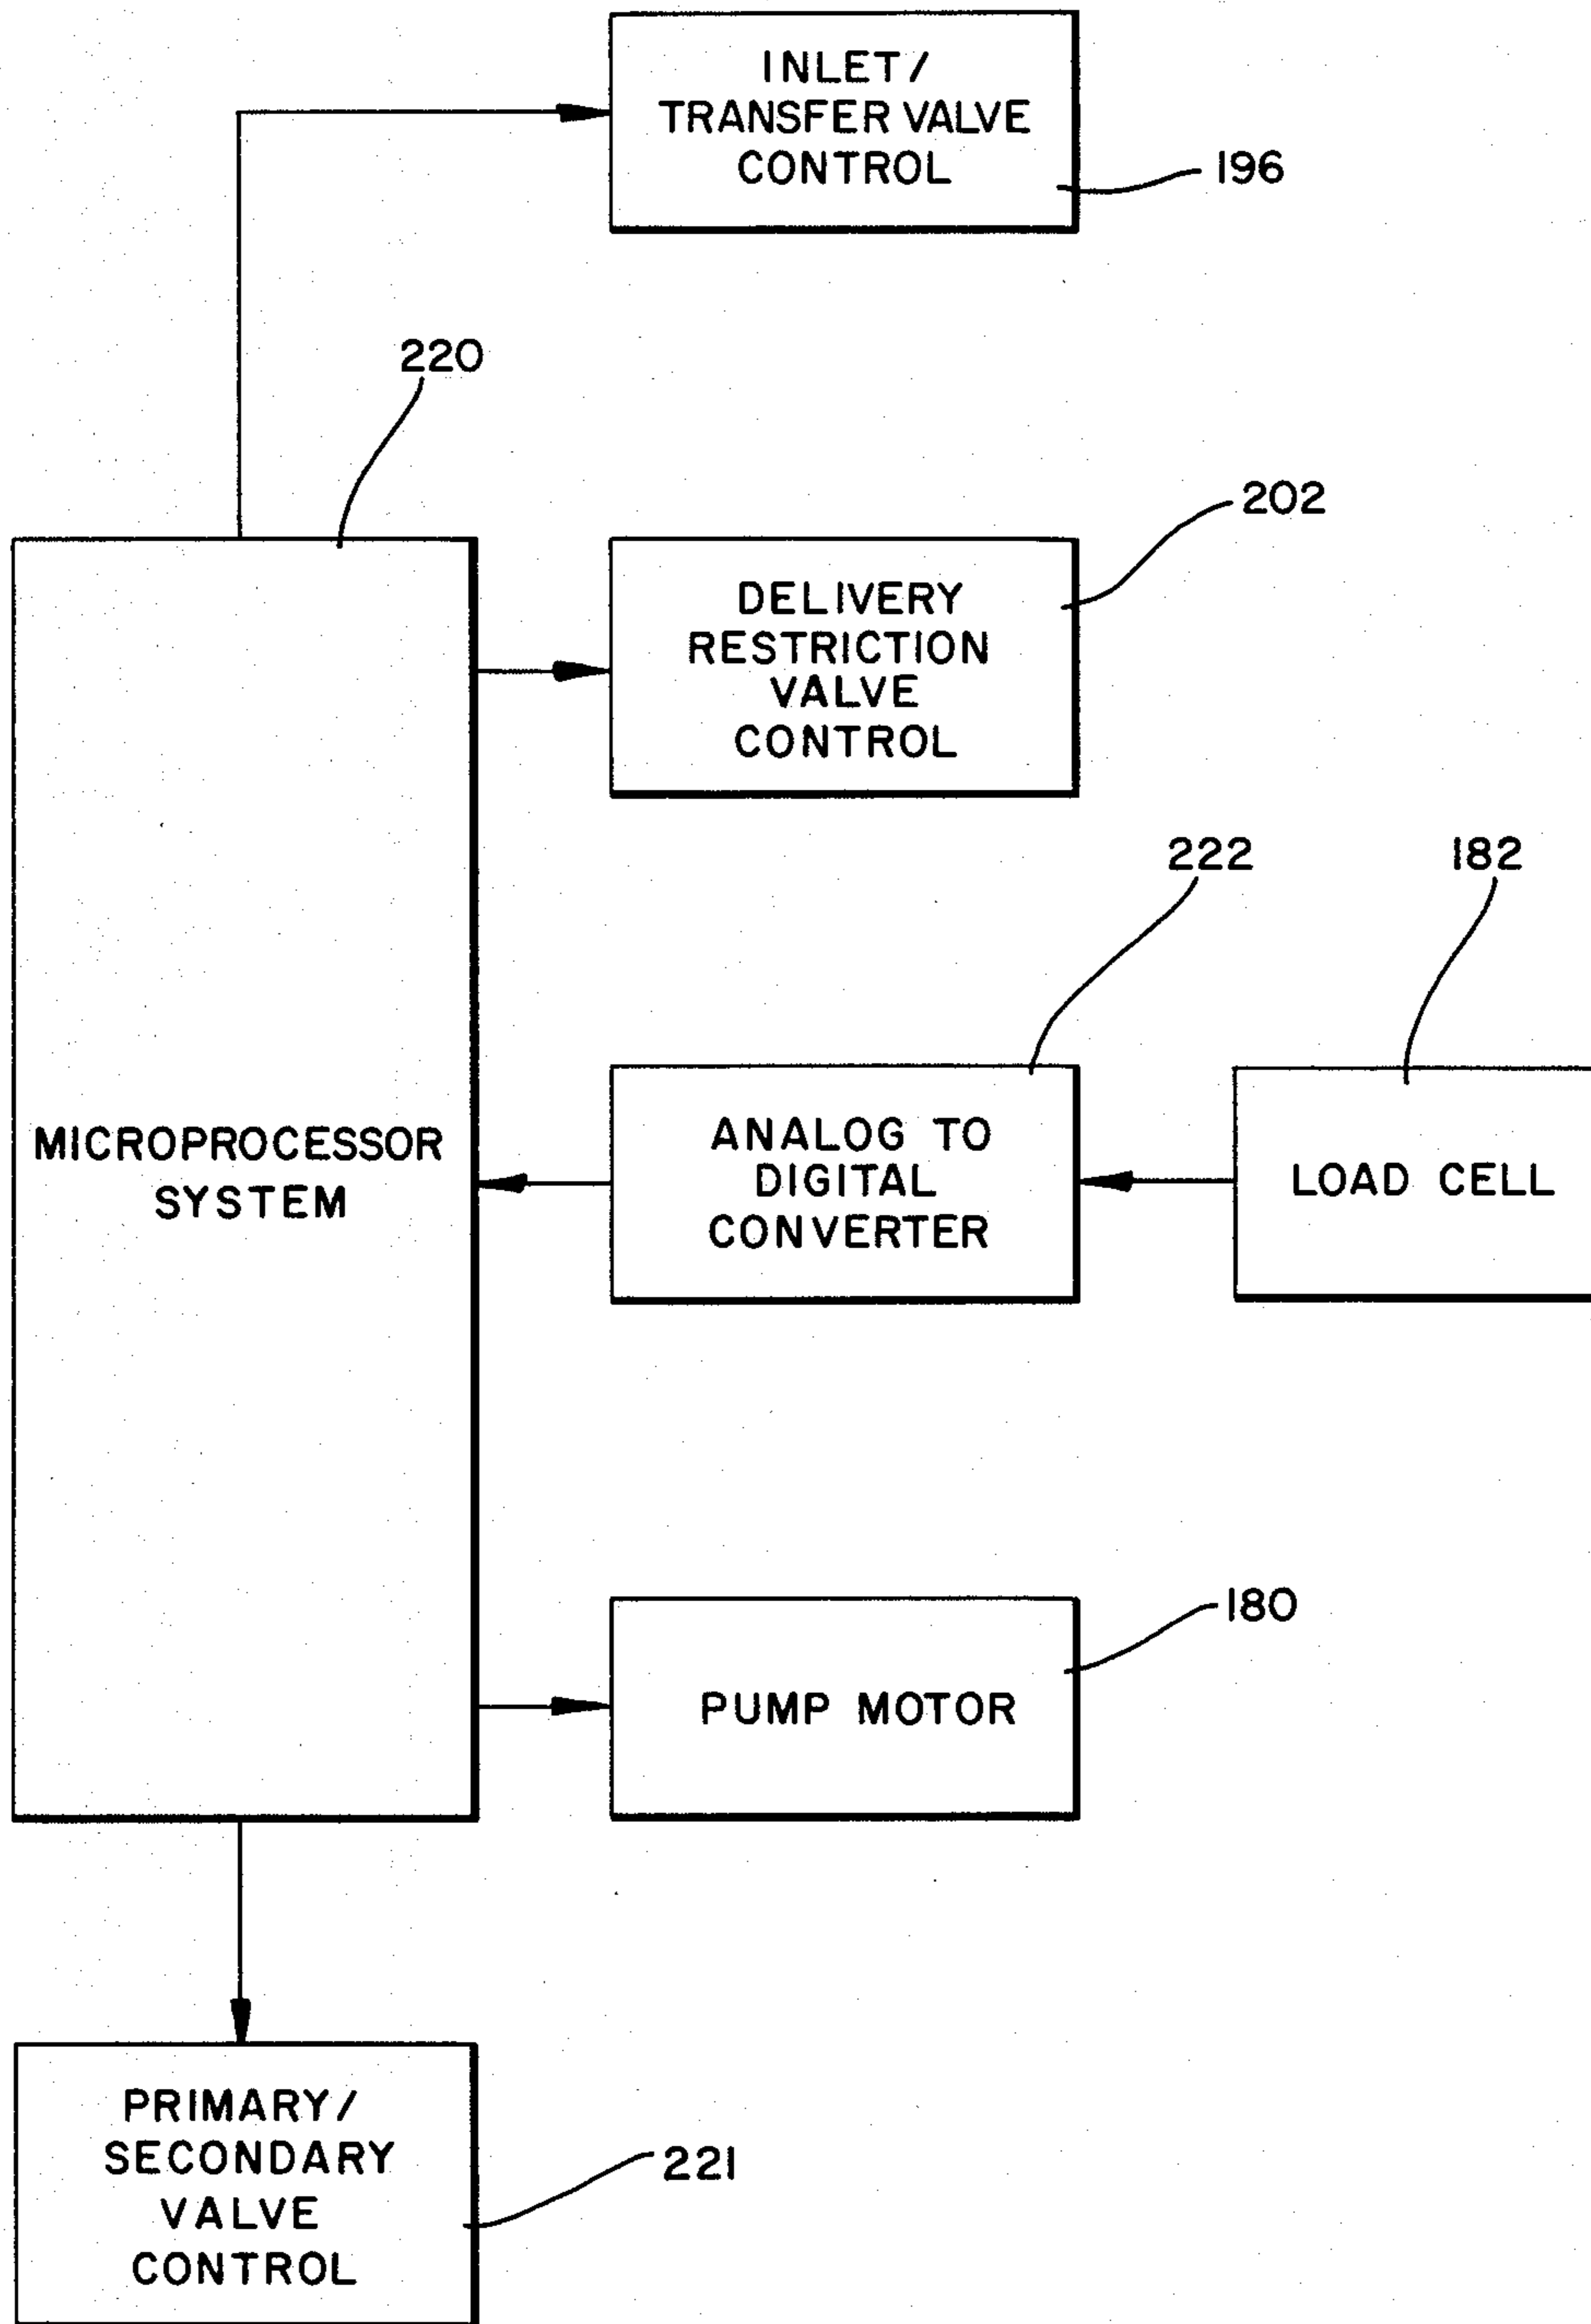 INLET/
TRANSFER VALVE
CONTROL
196
220
202
DELIVERY
RESTRICTION
VALVE
CONTROL
222
182
MICROPROCESSOR
SYSTEM
ANALOG TO
DIGITAL
CONVERTER
LOAD CELL
180
PUMP MOTOR
PRIMARY/
SECONDARY
VALVE
CONTROL
221